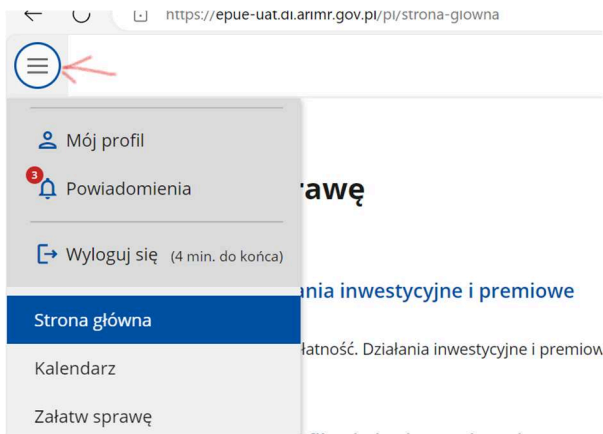 https://epue-uat.di.arimr.gov.pl/pl/strona-glowna
Mój profil
3
Powiadomienia
rawę
Wyloguj się (4 min. do końca)
ania inwestycyjne i premiowe
Strona główna
łatność. Działania inwestycyjne i premiow
Kalendarz
Załatw sprawę